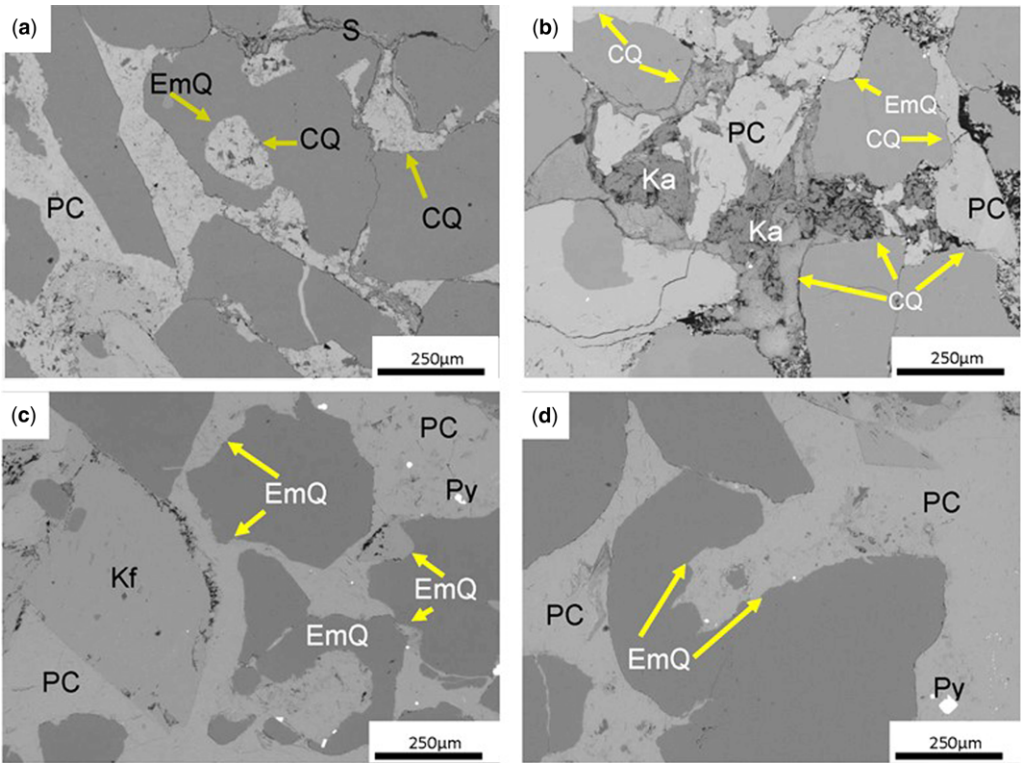 (a)
S
EmQ
CQ
PC
CQ
250μm
(b)
CQ
EmQ
PC
CQ
Ka
PC
Ka
CQ
250μm
(c)
PC
EmQ
Py
Kf
EmQ
EmQ
PC
250μm
(d)
PC
PC
EmQ
Py
250μm